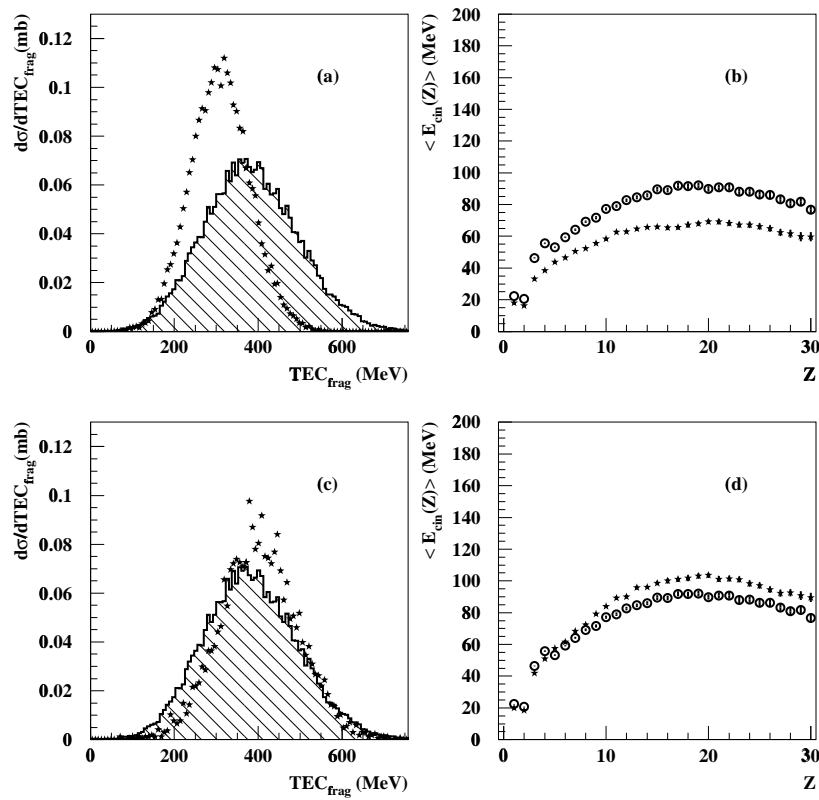 dσ/dTEC_frag(mb)
0.12
0.1
0.08
0.06
0.04
0.02
0
(a)
0 200 400 600
TEC_frag (MeV)
< E_cin(Z) > (MeV)
200
180
160
140
120
100
80
60
40
20
0
(b)
0 10 20 30
Z
dσ/dTEC_frag(mb)
0.12
0.1
0.08
0.06
0.04
0.02
0
(c)
0 200 400 600
TEC_frag (MeV)
< E_cin(Z) > (MeV)
200
180
160
140
120
100
80
60
40
20
0
(d)
0 10 20 30
Z